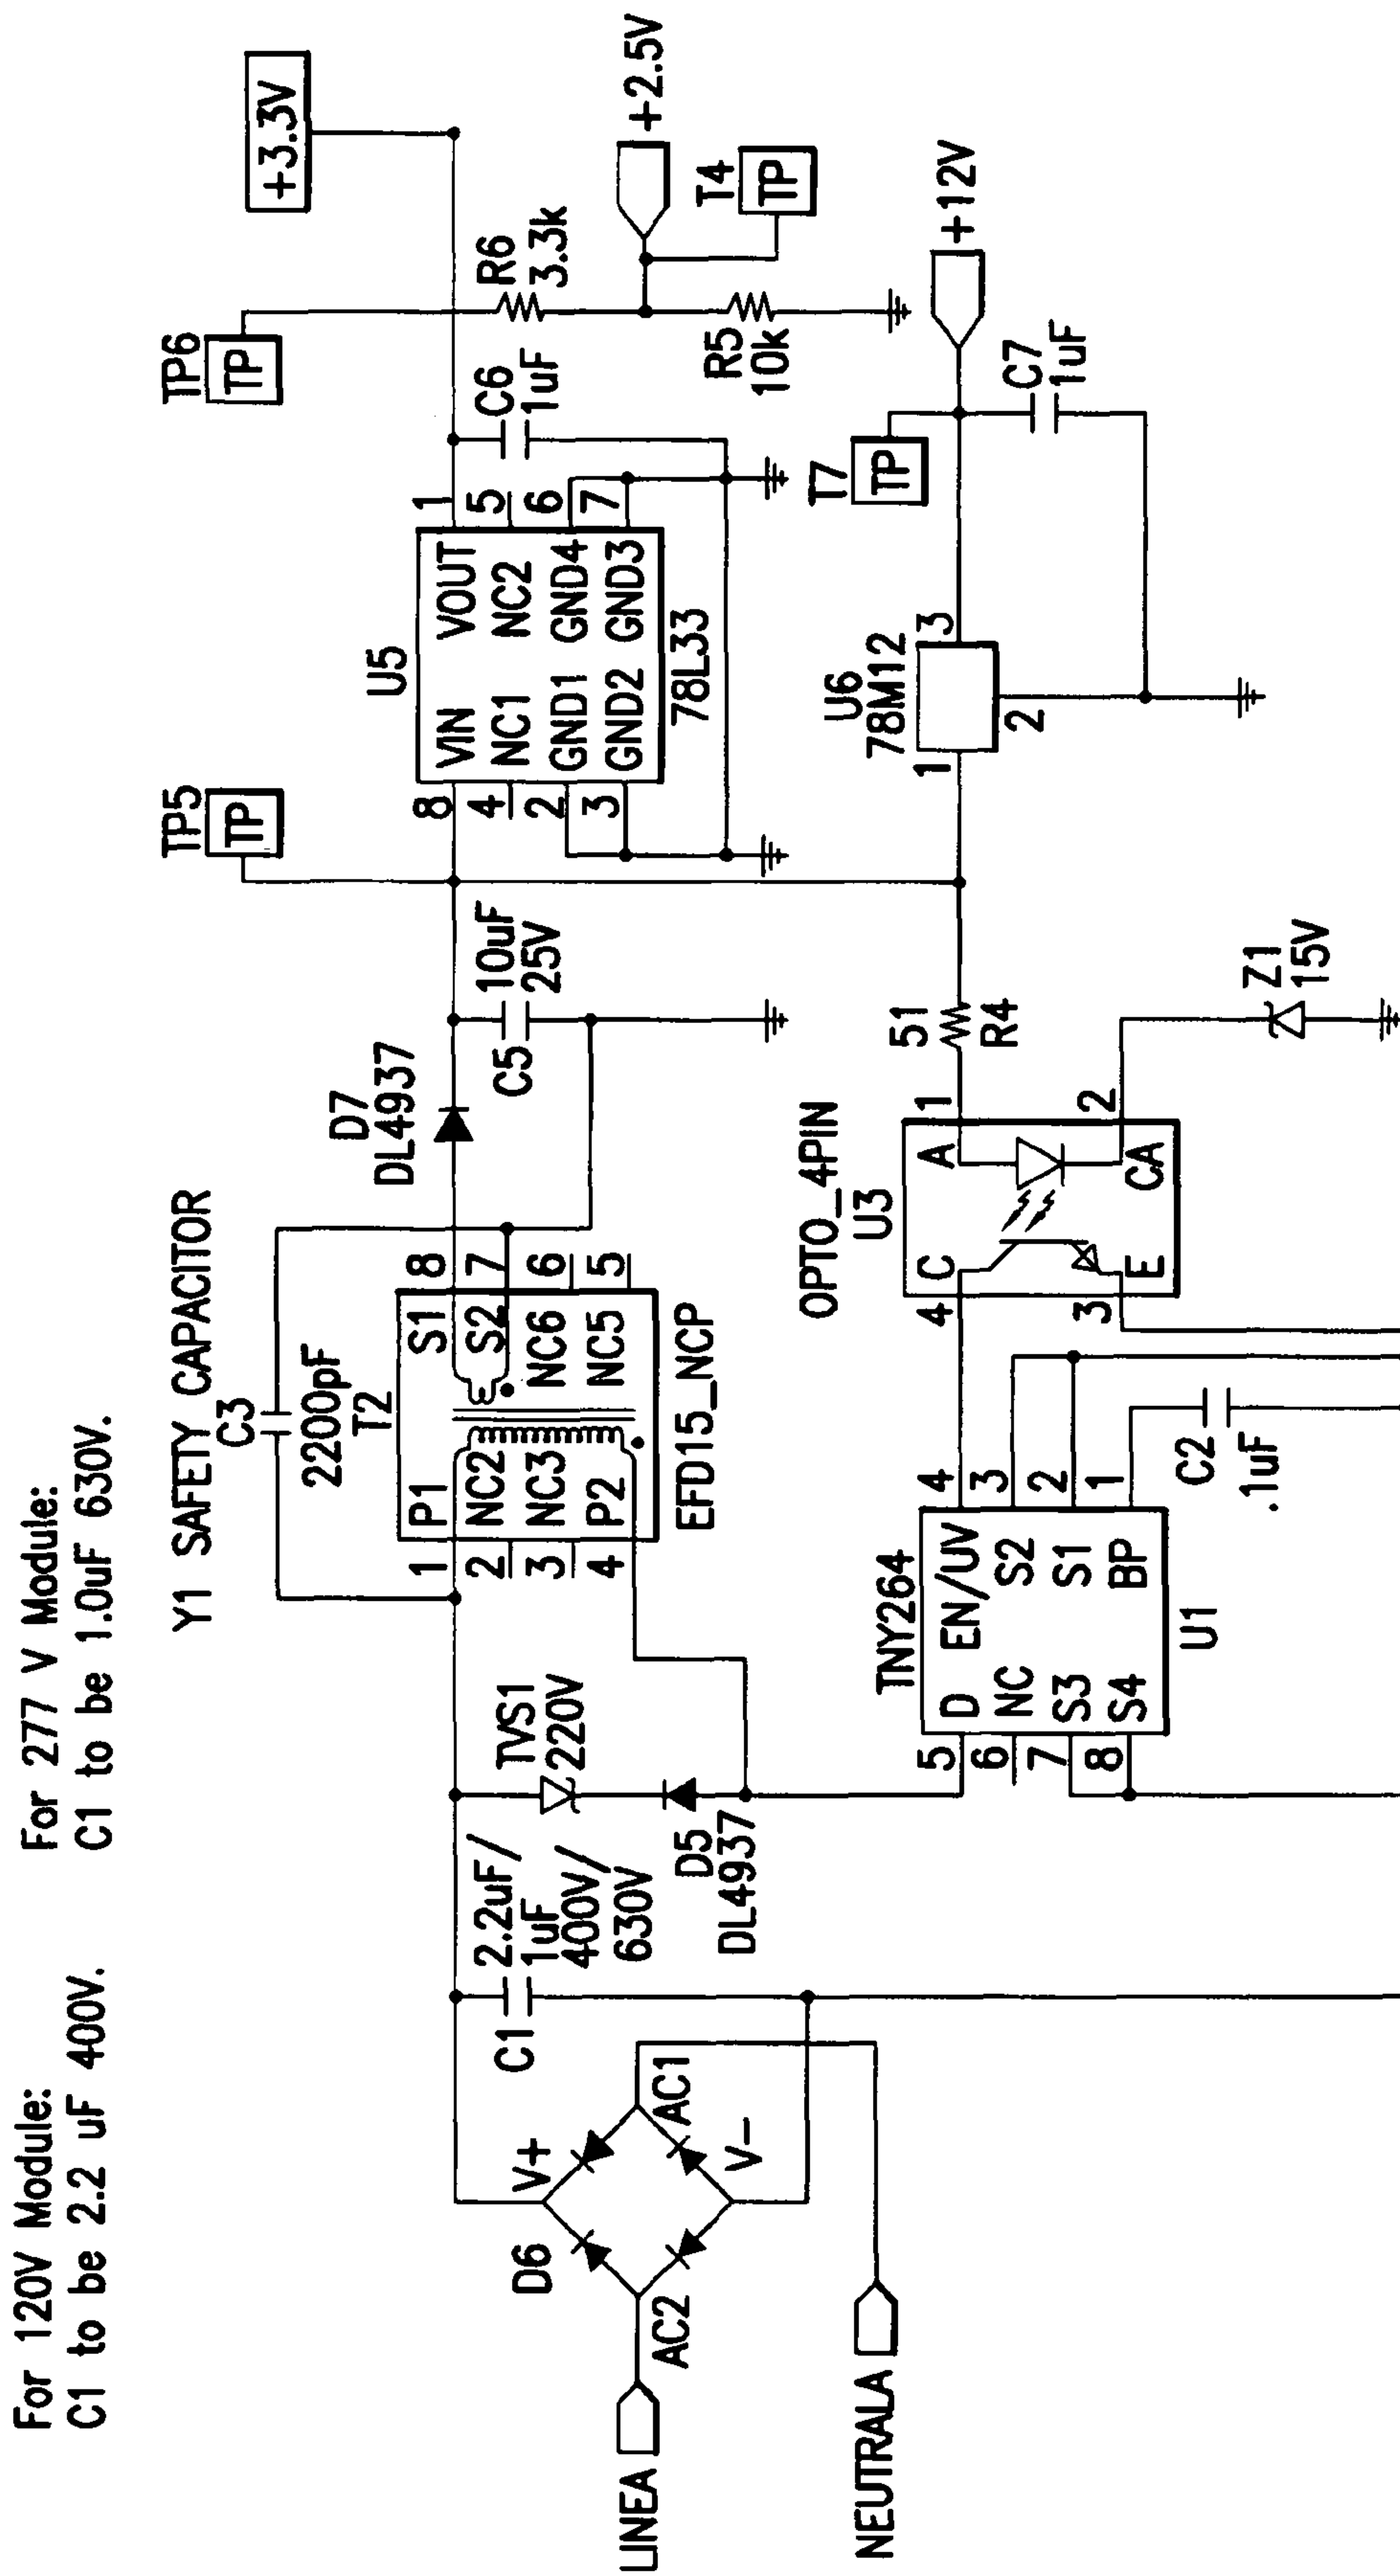 For 120V Module:
C1 to be 2.2 uF 400V.
For 277 V Module:
C1 to be 1.0uF 630V.
Y1 SAFETY CAPACITOR
C3
2200pF
T2
P1
NC2
NC3
P2
S1
S2
NC6
NC5
1
2
3
4
8
7
6
5
EFD15_NCP
LINEA
NEUTRALA
D6
V+
V-
AC1
AC2
C1
2.2uF/
1uF
400V/
630V
TVS1
220V
D5
DL4937
D7
DL4937
C5
10uF
25V
TP5
TP
U5
VIN
NC1
GND1
GND2
VOUT
NC2
GND4
GND3
8
4
2
3
1
5
6
7
78L33
C6
1uF
TP6
TP
+3.3V
R6
3.3k
R5
10k
+2.5V
T4
TP
TNY264
D
NC
S3
S4
EN/UV
S2
S1
BP
5
6
7
8
4
3
2
1
U1
C2
.1uF
OPTO_4PIN
U3
C
E
A
CA
4
3
1
2
51
R4
Z1
15V
U6
78M12
1
2
3
T7
TP
C7
1uF
+12V